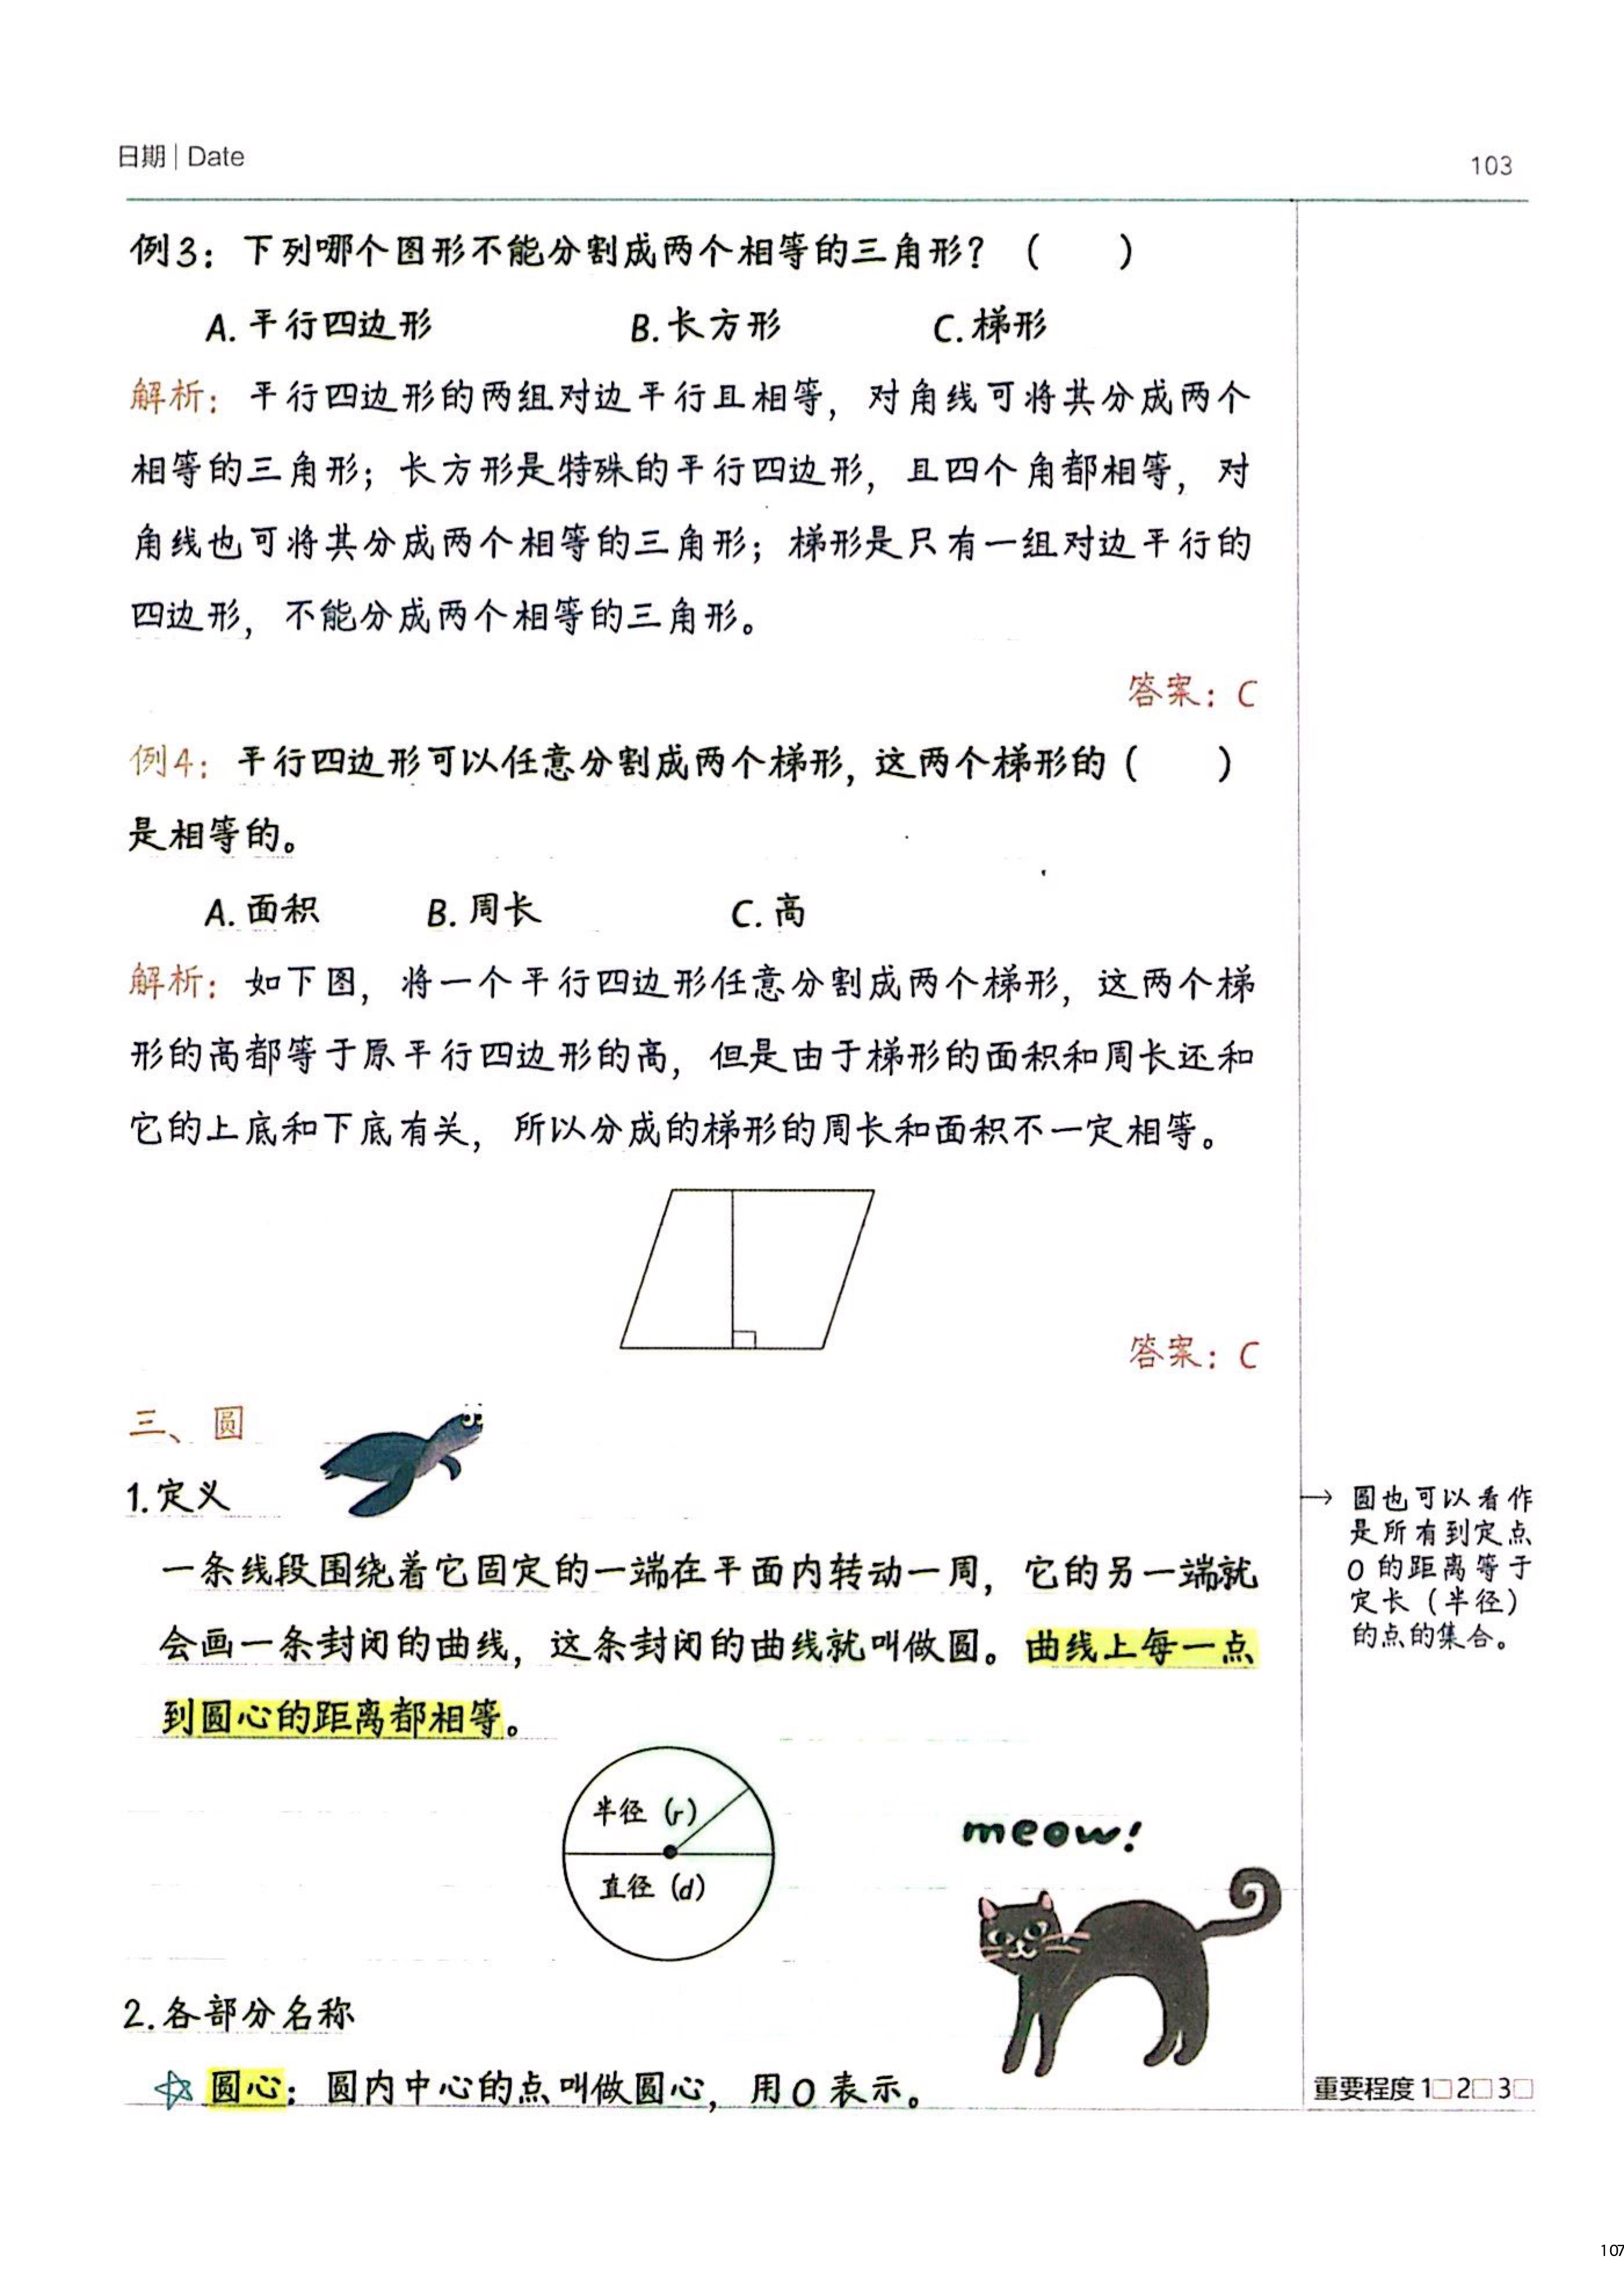 日期 | Date
103
例3：下列哪个图形不能分割成两个相等的三角形？（　　）
A. 平行四边形　B. 长方形　C. 梯形
解析：平行四边形的两组对边平行且相等，对角线可将其分成两个
相等的三角形；长方形是特殊的平行四边形，且四个角都相等，对
角线也可将其分成两个相等的三角形；梯形是只有一组对边平行的
四边形，不能分成两个相等的三角形。
答案：C
例4：平行四边形可以任意分割成两个梯形，这两个梯形的（　　）
是相等的。
A. 面积　B. 周长　C. 高
解析：如下图，将一个平行四边形任意分割成两个梯形，这两个梯
形的高都等于原平行四边形的高，但是由于梯形的面积和周长还和
它的上底和下底有关，所以分成的梯形的周长和面积不一定相等。
答案：C
三、圆
1.定义
一条线段围绕着它固定的一端在平面内转动一周，它的另一端就
会画一条封闭的曲线，这条封闭的曲线就叫做圆。曲线上每一点
到圆心的距离都相等。
→ 圆也可以看作
是所有到定点
O 的距离等于
定长（半径）
的点的集合。
半径（r）
直径（d）
meow!
2.各部分名称
☆ 圆心：圆内中心的点叫做圆心，用O表示。
重要程度 1□ 2□ 3□
107